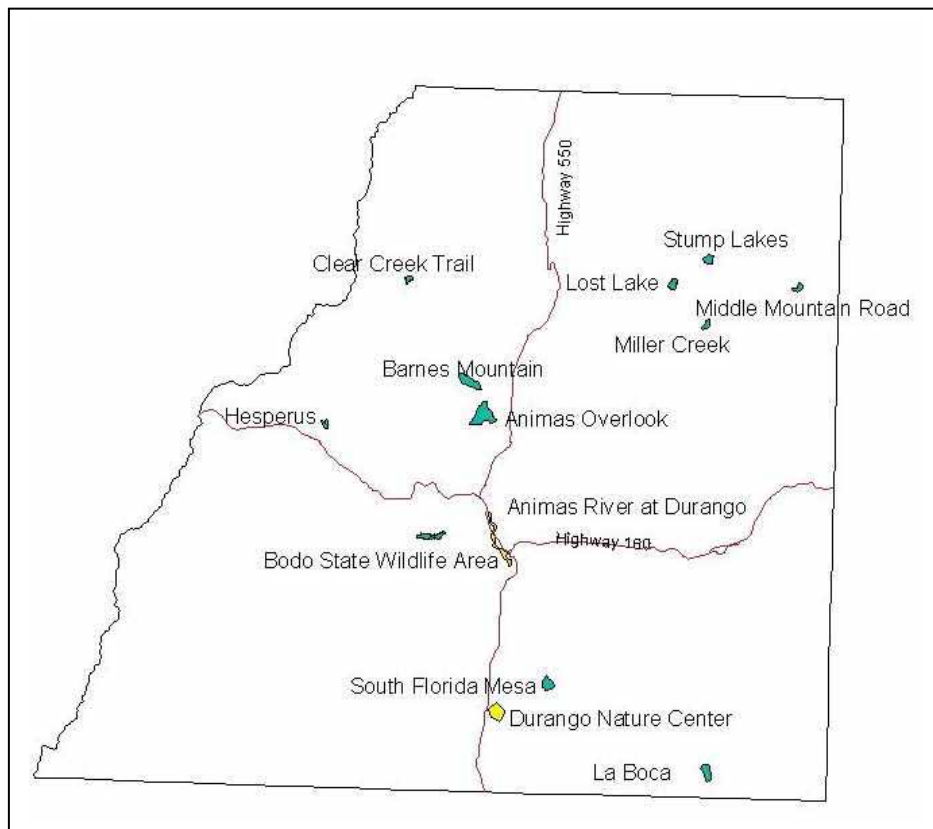 Highway 550
Stump Lakes
Clear Creek Trail
Lost Lake
Middle Mountain Road
Miller Creek
Barnes Mountain
Hesperus
Animas Overlook
Animas River at Durango
Highway 160
Bodo State Wildlife Area
South Florida Mesa
Durango Nature Center
La Boca